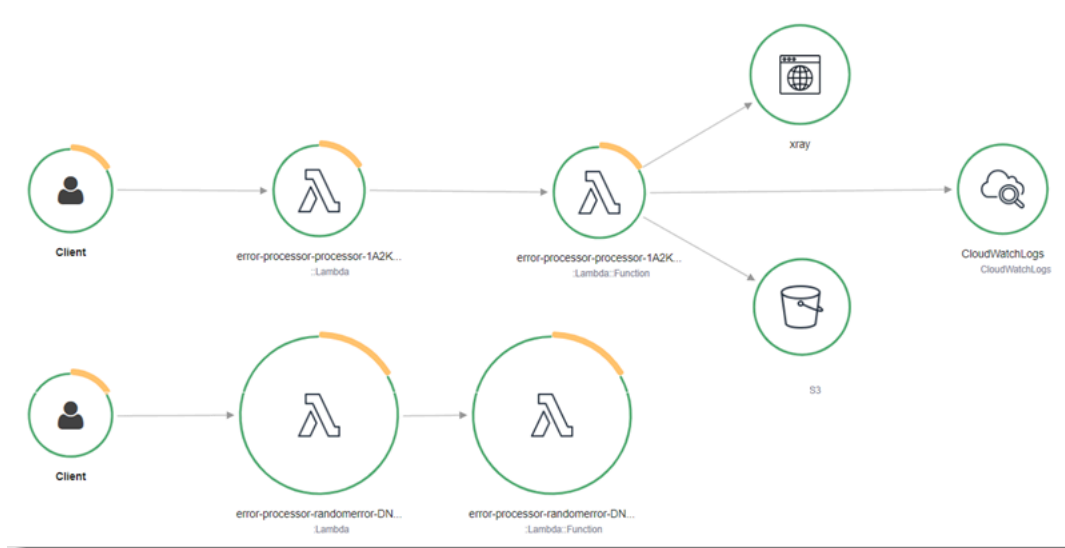 xray
Client
error-processor-processor-1A2K...
::Lambda
error-processor-processor-1A2K...
:Lambda::Function
CloudWatchLogs
CloudWatchLogs
S3
Client
error-processor-randomerror-DN...
:Lambda
error-processor-randomerror-DN...
:Lambda::Function